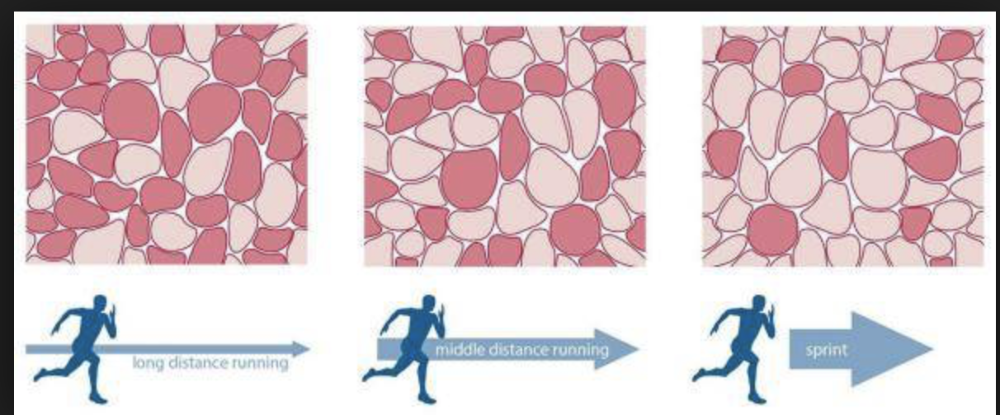 long distance running
middle distance running
sprint